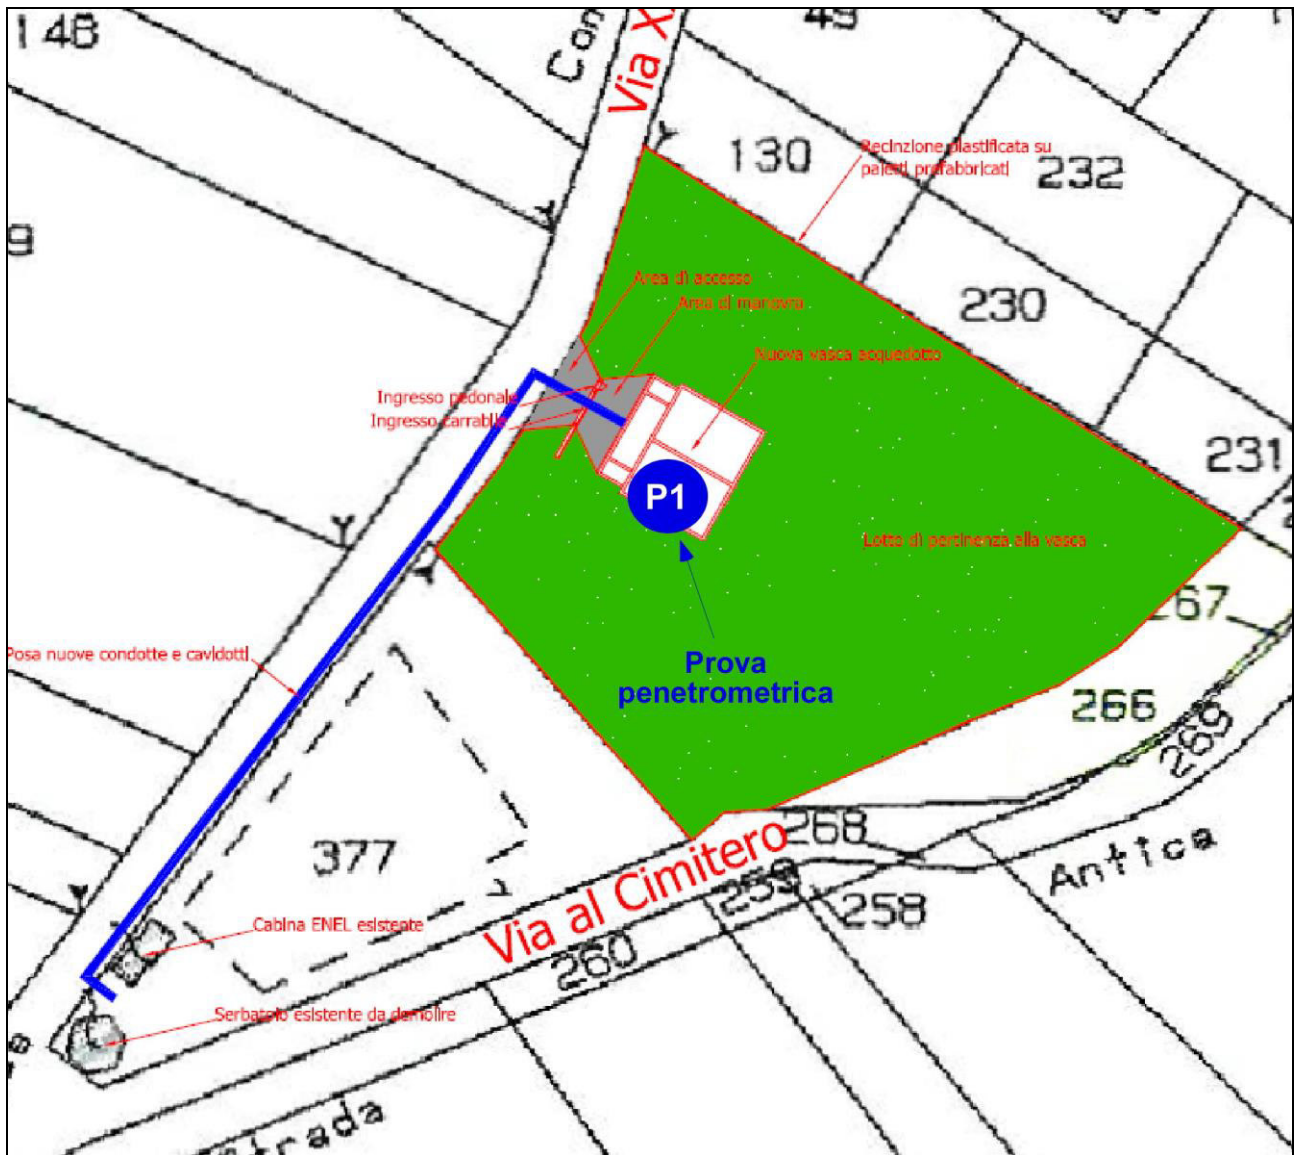 148
Con
Via X
130
Recinzione plastificata su
paletti prefabbricati
232
9
Area di accesso
Area di manovra
230
Nuova vasca acquedotto
Ingresso pedonale
Ingresso carrabile
231
P1
Lotto di pertinenza alla vasca
267
Posa nuove condotte e cavidotti
Prova
penetrometrica
266
269
377
268
Via al Cimitero
259
Antica
258
Cabina ENEL esistente
260
Serbatoio esistente da demolire
strada